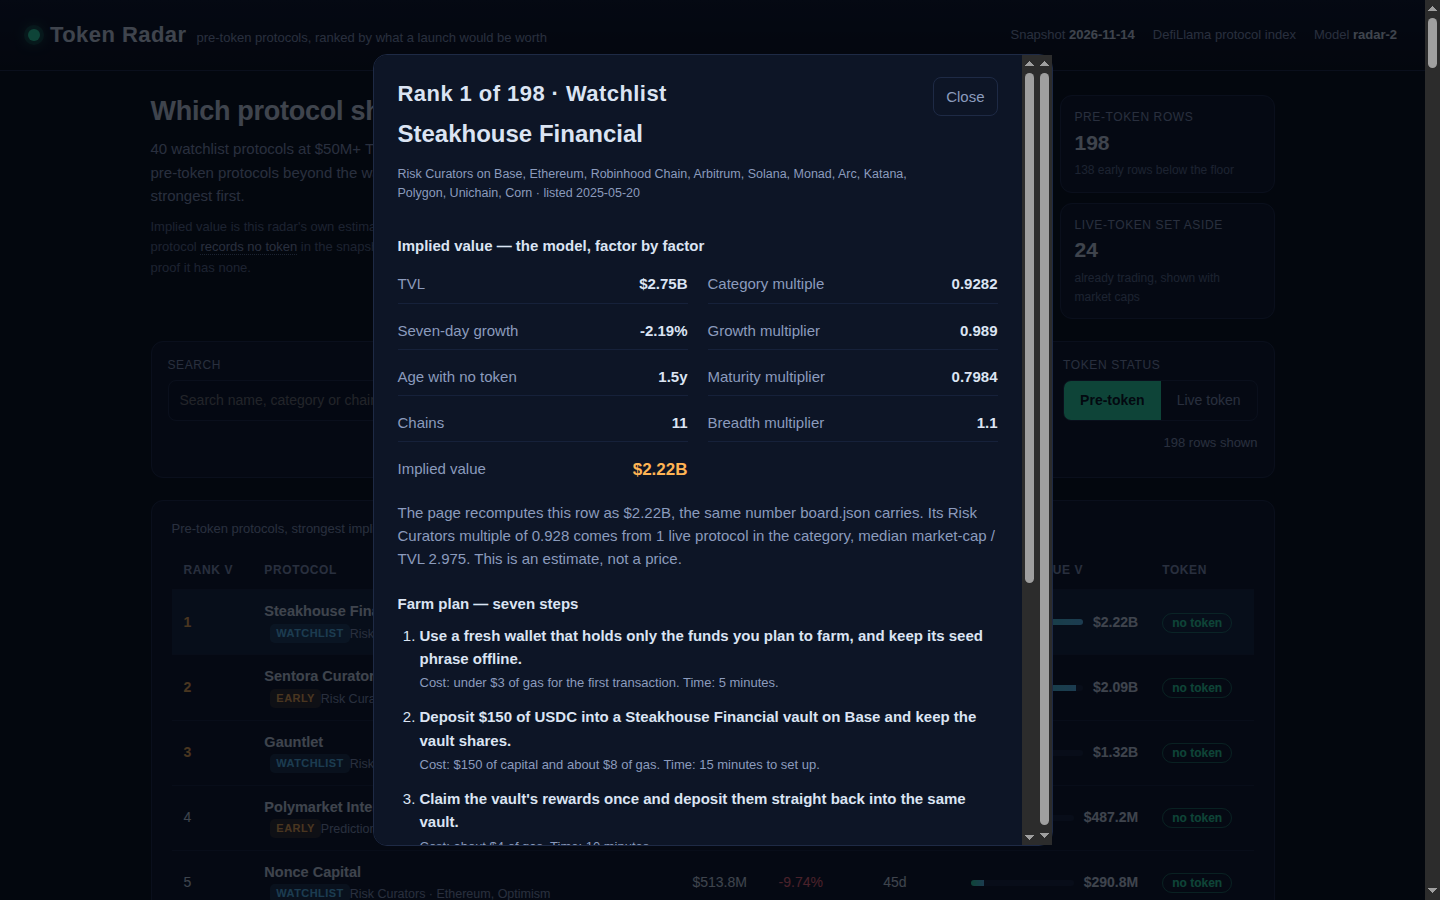 Token Radar pre-token protocols, ranked by what a launch would be worth
Snapshot 2026-11-14 DefiLlama protocol index Model radar-2
Which protocol sh
40 watchlist protocols at $50M+ T
pre-token protocols beyond the w
strongest first.
Implied value is this radar's own estima
protocol records no token in the snapsh
proof it has none.
PRE-TOKEN ROWS
198
138 early rows below the floor
LIVE-TOKEN SET ASIDE
24
already trading, shown with
market caps
SEARCH
Search name, category or chain
TOKEN STATUS
Pre-token Live token
198 rows shown
Pre-token protocols, strongest impl
RANK V PROTOCOL UE V TOKEN
1 Steakhouse Fina $2.22B no token
WATCHLIST Risk
2 Sentora Curator $2.09B no token
EARLY Risk Cura
3 Gauntlet $1.32B no token
WATCHLIST Risk
4 Polymarket Inte $487.2M no token
EARLY Prediction
5 Nonce Capital $513.8M -9.74% 45d $290.8M no token
WATCHLIST Risk Curators · Ethereum, Optimism
Rank 1 of 198 · Watchlist
Close
Steakhouse Financial
Risk Curators on Base, Ethereum, Robinhood Chain, Arbitrum, Solana, Monad, Arc, Katana,
Polygon, Unichain, Corn · listed 2025-05-20
Implied value — the model, factor by factor
TVL $2.75B Category multiple 0.9282
Seven-day growth -2.19% Growth multiplier 0.989
Age with no token 1.5y Maturity multiplier 0.7984
Chains 11 Breadth multiplier 1.1
Implied value $2.22B
The page recomputes this row as $2.22B, the same number board.json carries. Its Risk
Curators multiple of 0.928 comes from 1 live protocol in the category, median market-cap /
TVL 2.975. This is an estimate, not a price.
Farm plan — seven steps
1. Use a fresh wallet that holds only the funds you plan to farm, and keep its seed
phrase offline.
Cost: under $3 of gas for the first transaction. Time: 5 minutes.
2. Deposit $150 of USDC into a Steakhouse Financial vault on Base and keep the
vault shares.
Cost: $150 of capital and about $8 of gas. Time: 15 minutes to set up.
3. Claim the vault's rewards once and deposit them straight back into the same
vault.
Cost: about $4 of gas. Time: 10 minutes.